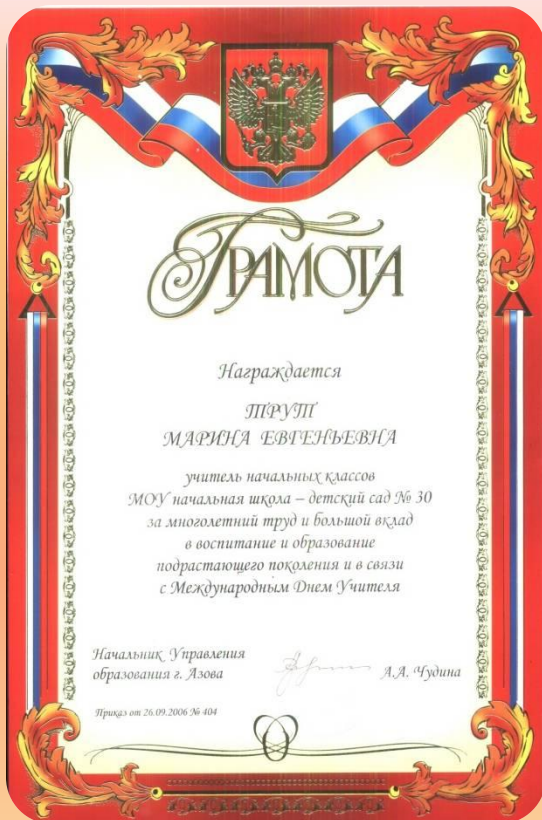 Грамота
Награждается
ТРУТ
МАРИНА ЕВГЕНЬЕВНА
учитель начальных классов
МОУ начальная школа – детский сад № 30
за многолетний труд и большой вклад
в воспитание и образование
подрастающего поколения и в связи
с Международным Днем Учителя
Начальник Управления
образования г. Азова А.А. Чудина
Приказ от 26.09.2006 № 404